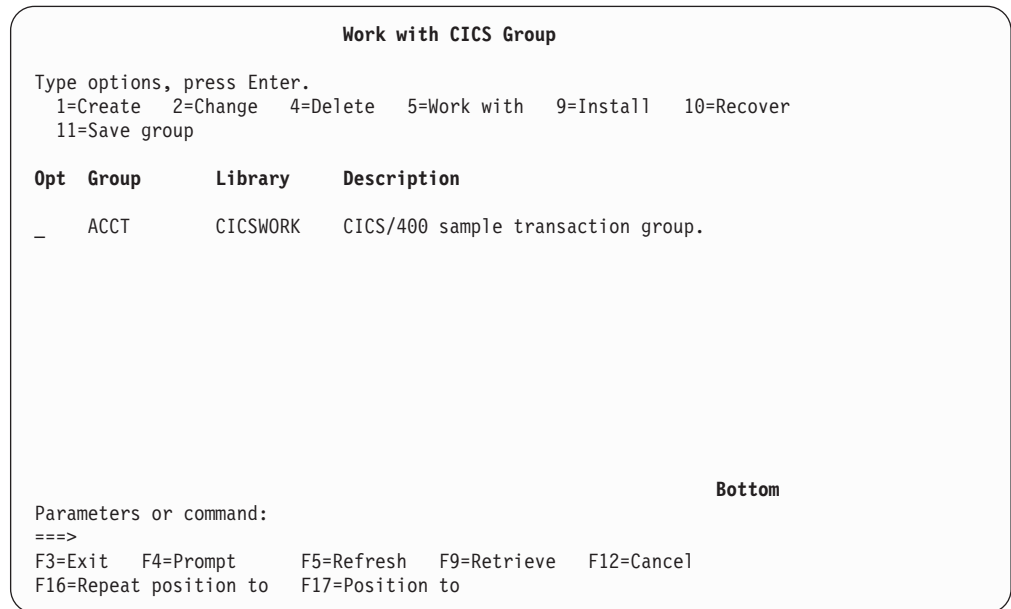 Work with CICS Group
Type options, press Enter.
1=Create 2=Change 4=Delete 5=Work with 9=Install 10=Recover
11=Save group
Opt Group Library Description
_ ACCT CICSWORK CICS/400 sample transaction group.
Bottom
Parameters or command:
===>
F3=Exit F4=Prompt F5=Refresh F9=Retrieve F12=Cancel
F16=Repeat position to F17=Position to